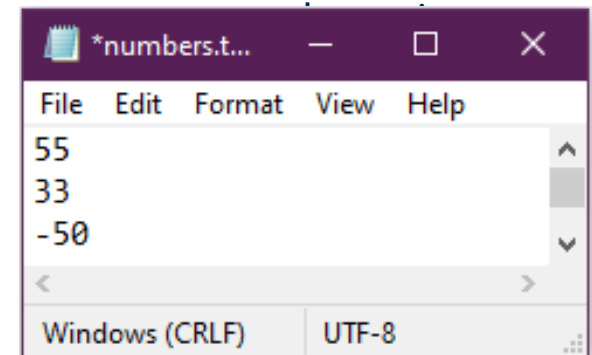 *numbers.t...
File Edit Format View Help
55
33
-50
Windows (CRLF) UTF-8